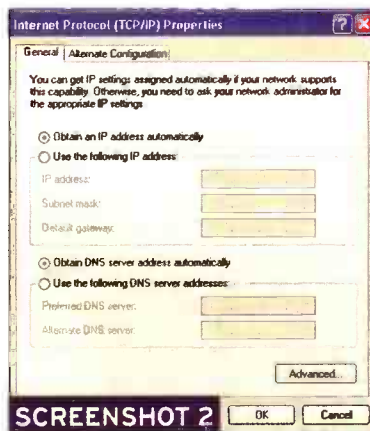 Internet Protocol (TCP/IP) Properties
General
Alternate Configuration
You can get IP settings assigned automatically if your network supports
this capability. Otherwise, you need to ask your network administrator for
the appropriate IP settings.
Obtain an IP address automatically
Use the following IP address:
IP address:
Subnet mask:
Default gateway:
Obtain DNS server address automatically
Use the following DNS server addresses:
Preferred DNS server:
Alternate DNS server:
Advanced...
SCREENSHOT 2
OK
Cancel